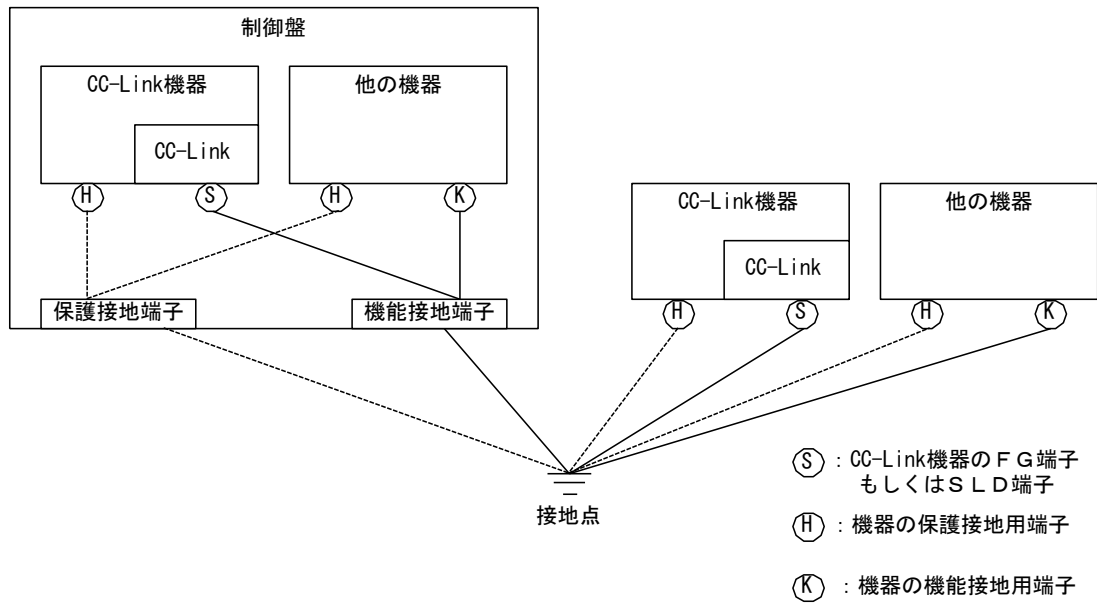 制御盤
CC-Link機器
他の機器
CC-Link
H
S
H
K
保護接地端子
機能接地端子
CC-Link機器
他の機器
CC-Link
H
S
H
K
接地点
S：CC-Link機器のＦＧ端子
もしくはＳＬＤ端子
H：機器の保護接地用端子
K：機器の機能接地用端子